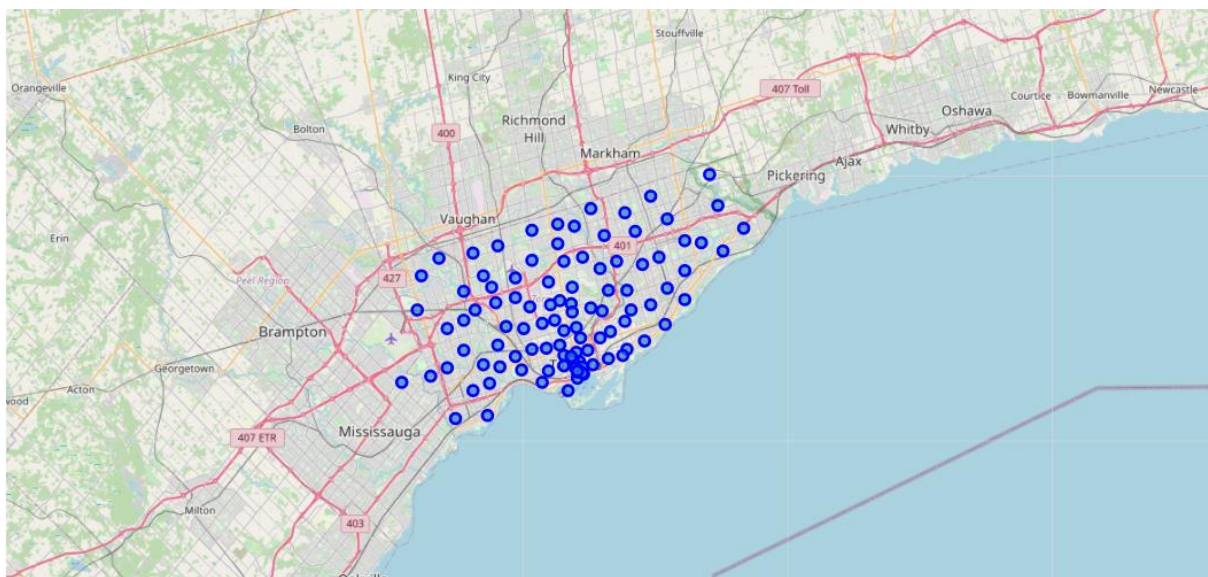 Stouffville
King City
Orangeville
407 Toll
Newcastle
Courtice
Bowmanville
Oshawa
Richmond
Hill
Bolton
400
Whitby
Markham
Ajax
Pickering
Vaughan
Erin
401
427
Peel Region
Brampton
Georgetown
Acton
wood
Mississauga
407 ETR
Milton
403